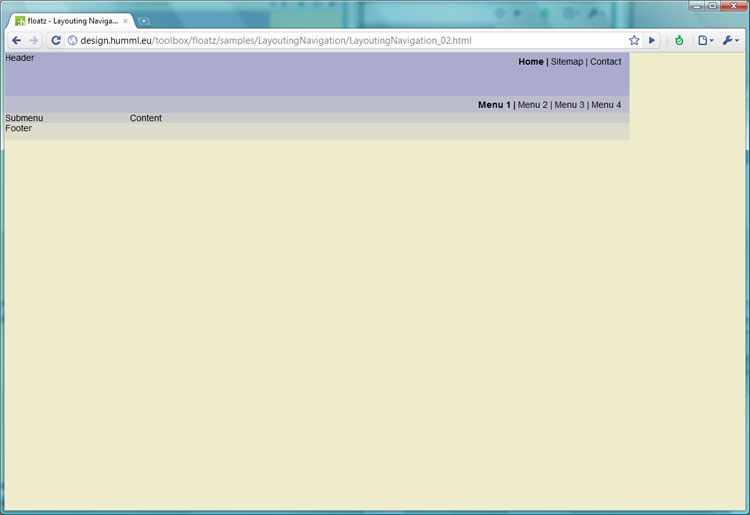 floatz - Layouting Naviga...
design.humml.eu/toolbox/floatz/samples/LayoutingNavigation/LayoutingNavigation_02.html
Header
Home | Sitemap | Contact
Menu 1 | Menu 2 | Menu 3 | Menu 4
Submenu Content
Footer